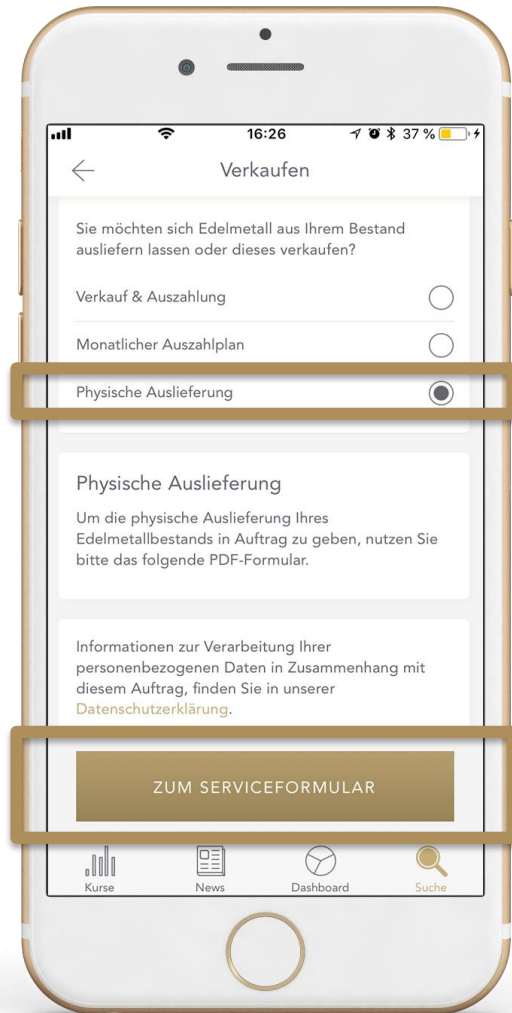 16:26
37 %
Verkaufen
Sie möchten sich Edelmetall aus Ihrem Bestand
ausliefern lassen oder dieses verkaufen?
Verkauf & Auszahlung
Monatlicher Auszahlplan
Physische Auslieferung
Physische Auslieferung
Um die physische Auslieferung Ihres
Edelmetallbestands in Auftrag zu geben, nutzen Sie
bitte das folgende PDF-Formular.
Informationen zur Verarbeitung Ihrer
personenbezogenen Daten in Zusammenhang mit
diesem Auftrag, finden Sie in unserer
Datenschutzerklärung.
ZUM SERVICEFORMULAR
Kurse News Dashboard Suche